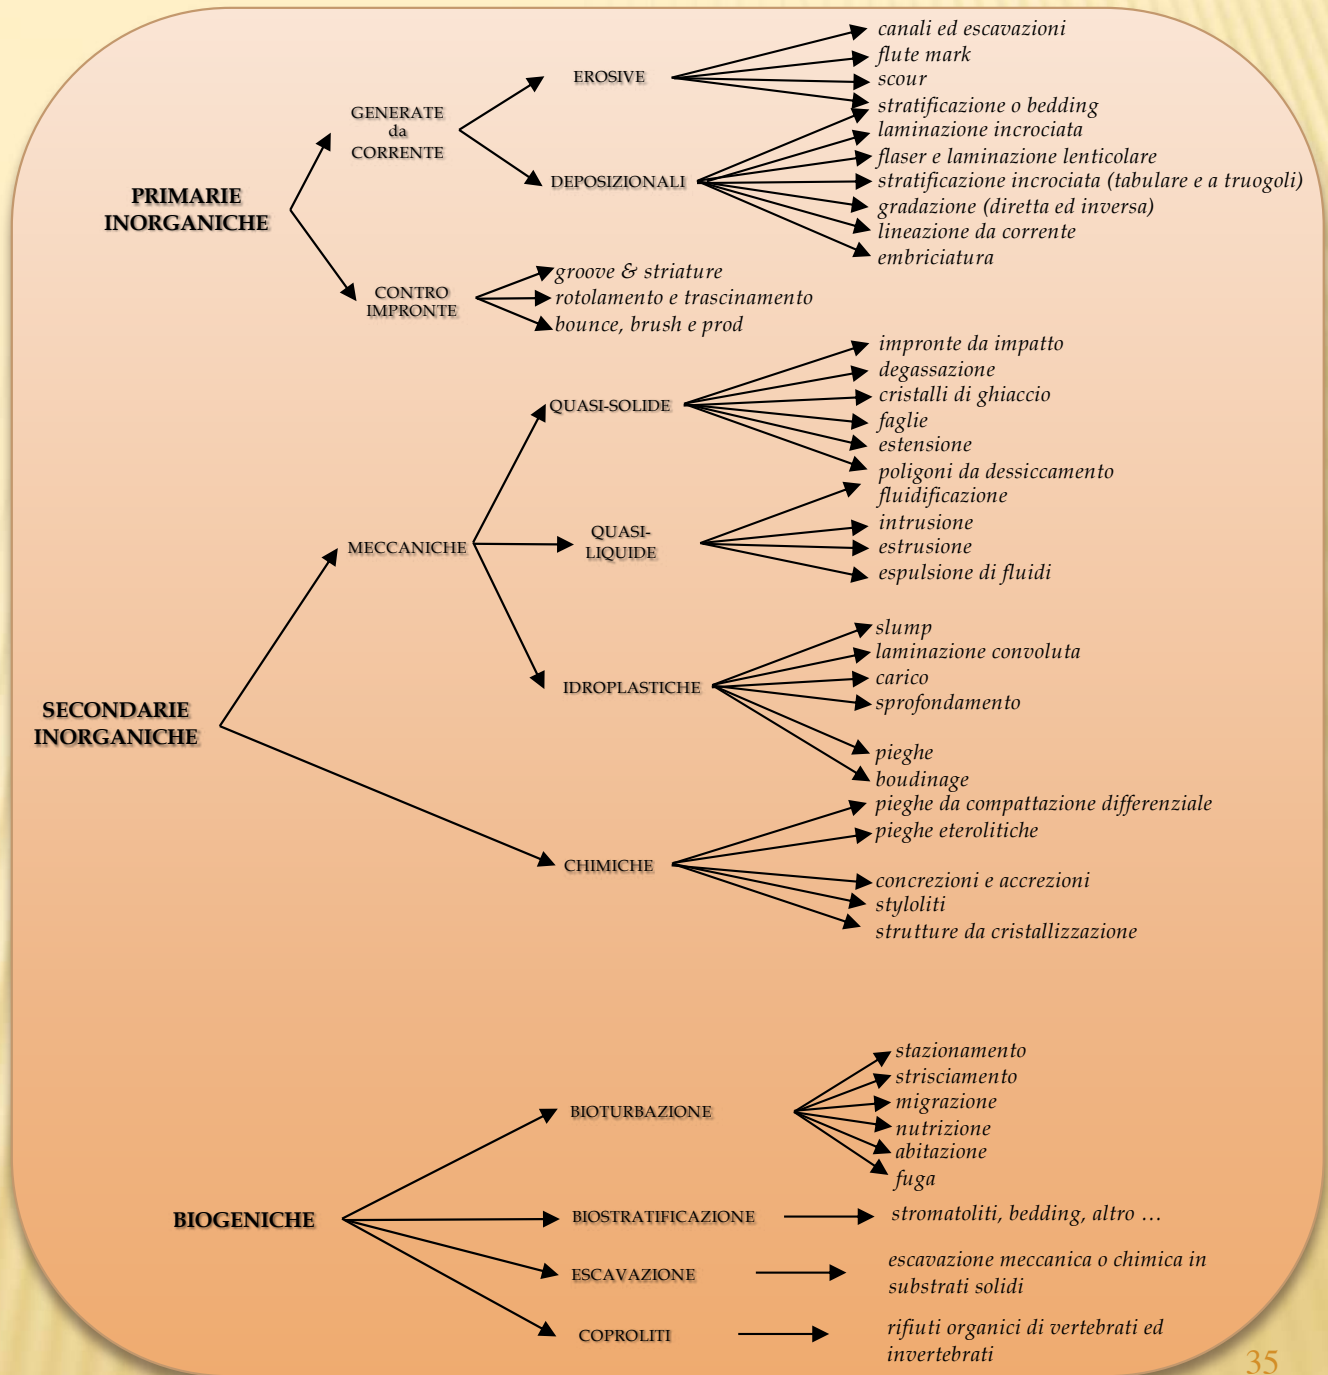 PRIMARIE
INORGANICHE
GENERATE
da
CORRENTE
EROSIVE
canali ed escavazioni
flute mark
scour
stratificazione o bedding
DEPOSIZIONALI
laminazione incrociata
flaser e laminazione lenticolare
stratificazione incrociata (tabulare e a truogoli)
gradazione (diretta ed inversa)
lineazione da corrente
embriciatura
CONTRO
IMPRONTE
groove & striature
rotolamento e trascinamento
bounce, brush e prod
SECONDARIE
INORGANICHE
MECCANICHE
QUASI-SOLIDE
impronte da impatto
degassazione
cristalli di ghiaccio
faglie
estensione
poligoni da dessiccamento
QUASI-
LIQUIDE
fluidificazione
intrusione
estrusione
espulsione di fluidi
IDROPLASTICHE
slump
laminazione convoluta
carico
sprofondamento
pieghe
boudinage
CHIMICHE
pieghe da compattazione differenziale
pieghe eterolitiche
concrezioni e accrezioni
styloliti
strutture da cristallizzazione
BIOGENICHE
BIOTURBAZIONE
stazionamento
strisciamento
migrazione
nutrizione
abitazione
fuga
BIOSTRATIFICAZIONE
stromatoliti, bedding, altro …
ESCAVAZIONE
escavazione meccanica o chimica in
substrati solidi
COPROLITI
rifiuti organici di vertebrati ed
invertebrati
35